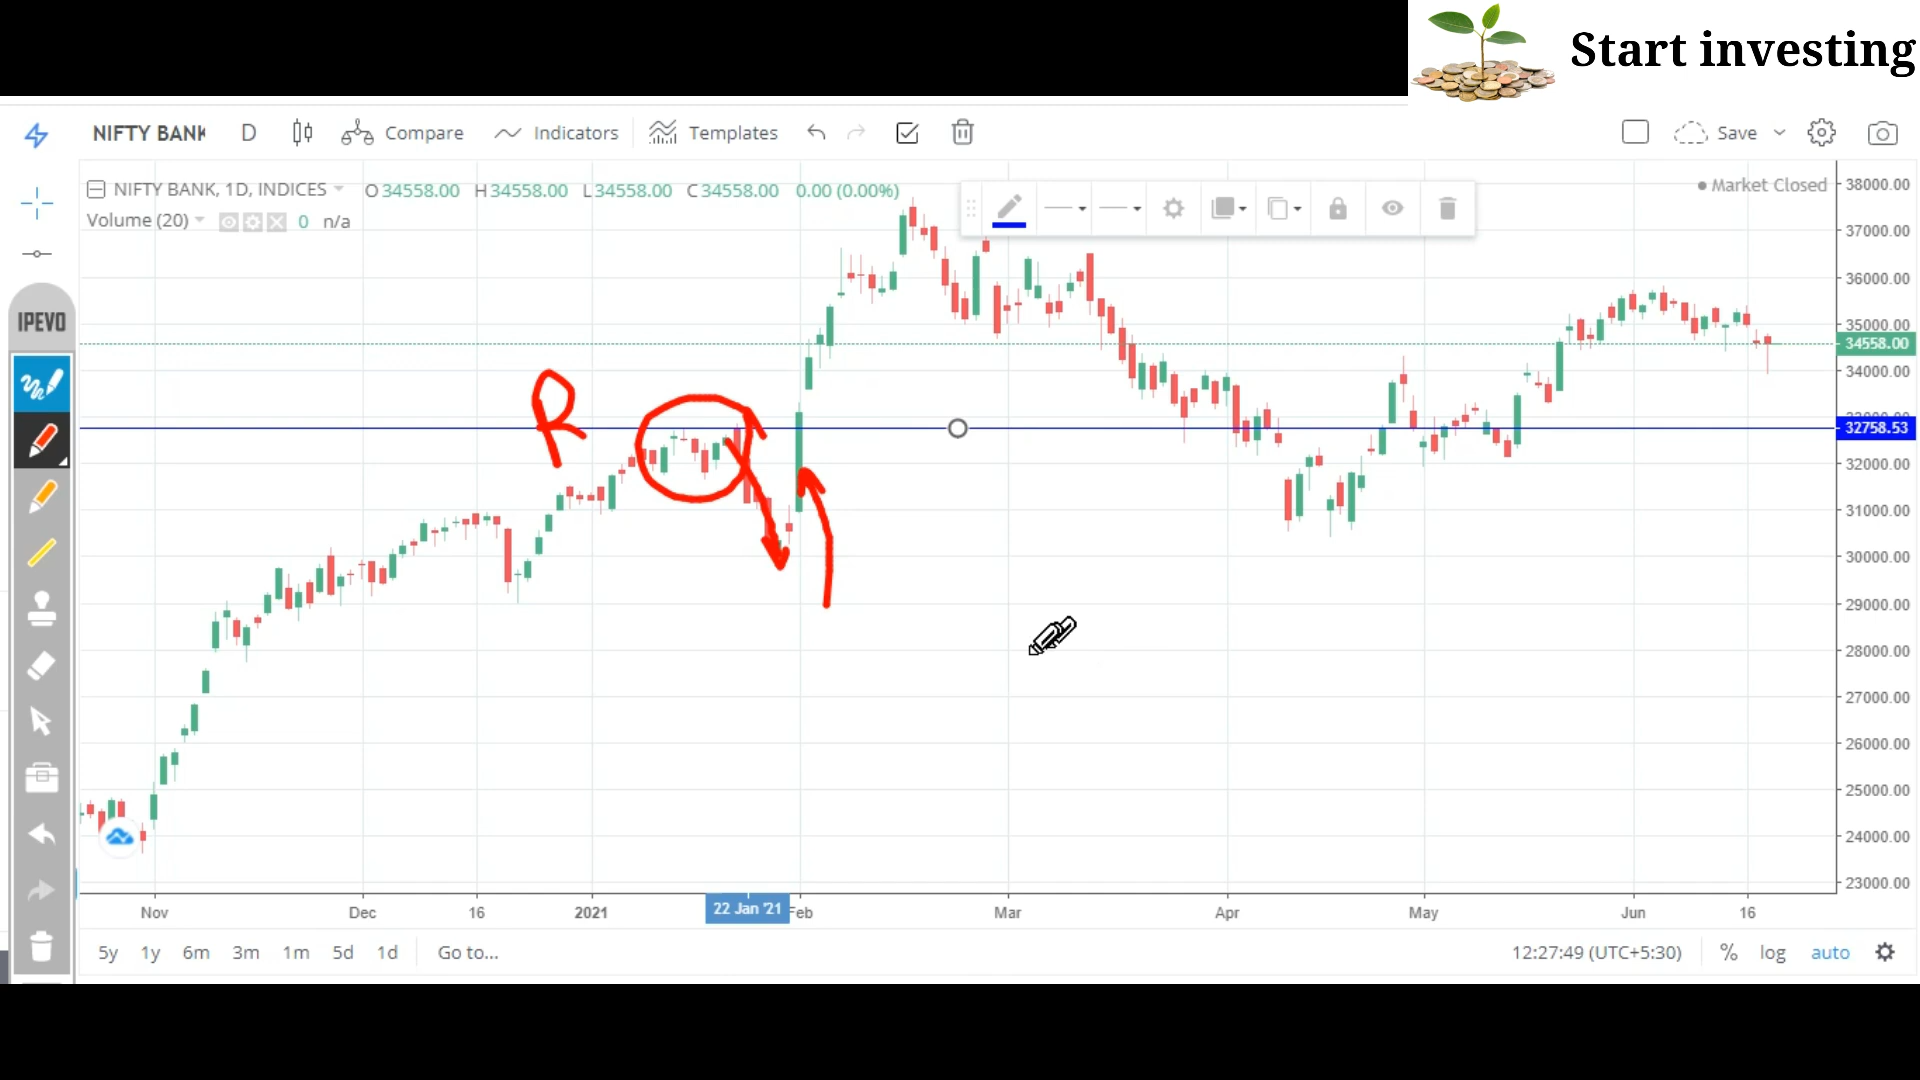 Start investing
NIFTY BANK D Compare Indicators Templates Save
NIFTY BANK, 1D, INDICES O 34558.00 H 34558.00 L 34558.00 C 34558.00 0.00 (0.00%)
Market Closed
Volume (20) 0 n/a
IPEVO
R
38000.00
37000.00
36000.00
35000.00
34558.00
34000.00
33000.00
32758.53
32000.00
31000.00
30000.00
29000.00
28000.00
27000.00
26000.00
25000.00
24000.00
23000.00
Nov Dec 16 2021 22 Jan '21 Feb Mar Apr May Jun 16
5y 1y 6m 3m 1m 5d 1d Go to... 12:27:49 (UTC+5:30) % log auto